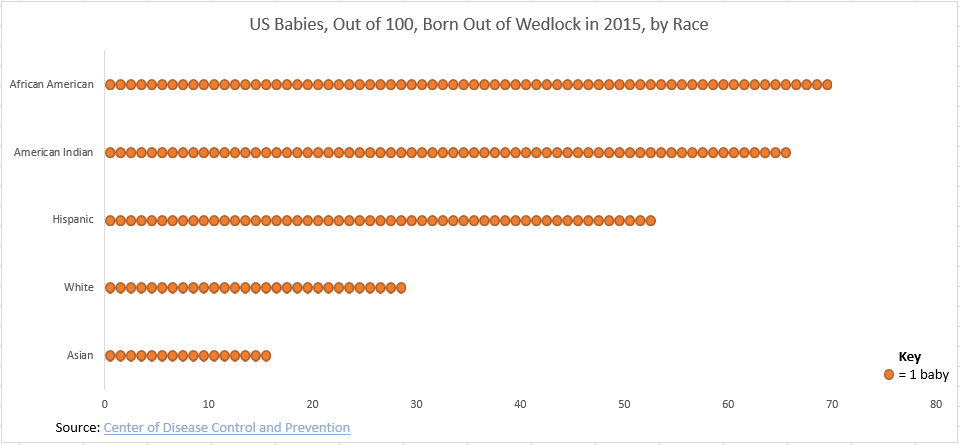 US Babies, Out of 100, Born Out of Wedlock in 2015, by Race
African American
American Indian
Hispanic
White
Asian
Key
= 1 baby
0 10 20 30 40 50 60 70 80
Source: Center of Disease Control and Prevention